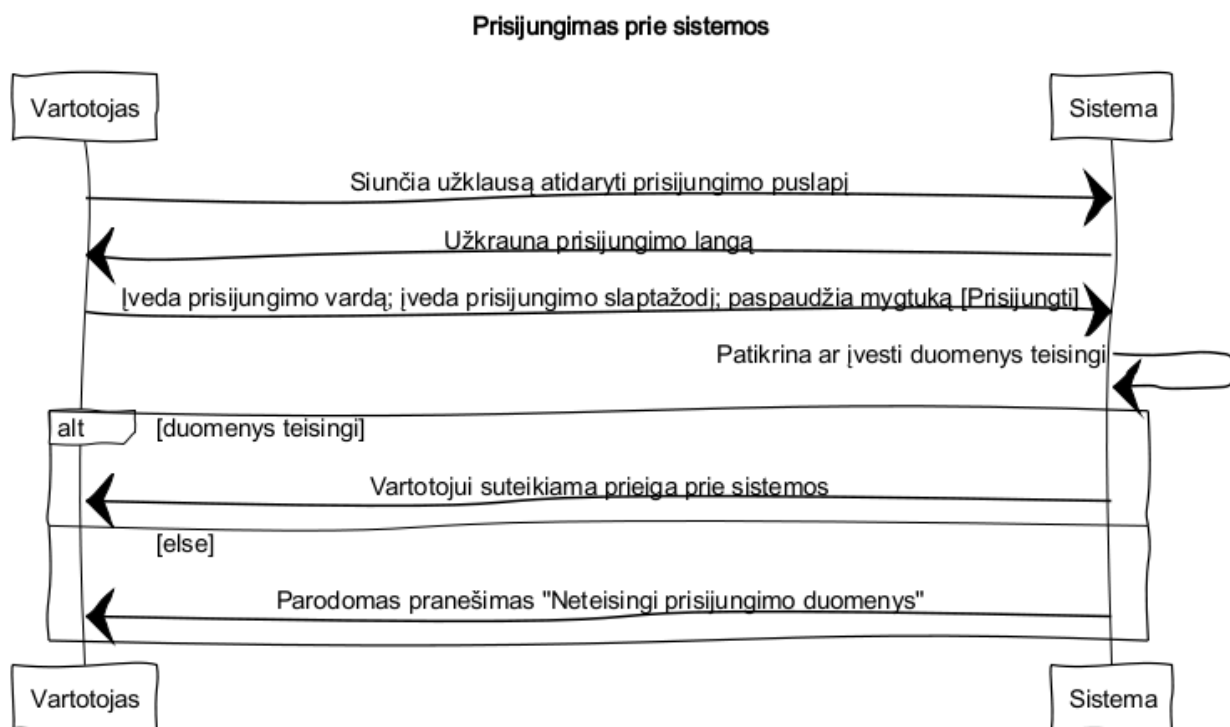 Prisijungimas prie sistemos
Vartotojas
Sistema
Siunčia užklausą atidaryti prisijungimo puslapį
Užkrauna prisijungimo langą
Įveda prisijungimo vardą; įveda prisijungimo slaptažodį; paspaudžia mygtuką [Prisijungti]
Patikrina ar įvesti duomenys teisingi
alt
[duomenys teisingi]
Vartotojui suteikiama prieiga prie sistemos
[else]
Parodomas pranešimas "Neteisingi prisijungimo duomenys"
Vartotojas
Sistema